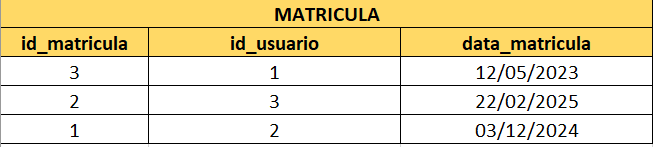 MATRICULA
id_matricula id_usuario data_matricula
3 1 12/05/2023
2 3 22/02/2025
1 2 03/12/2024